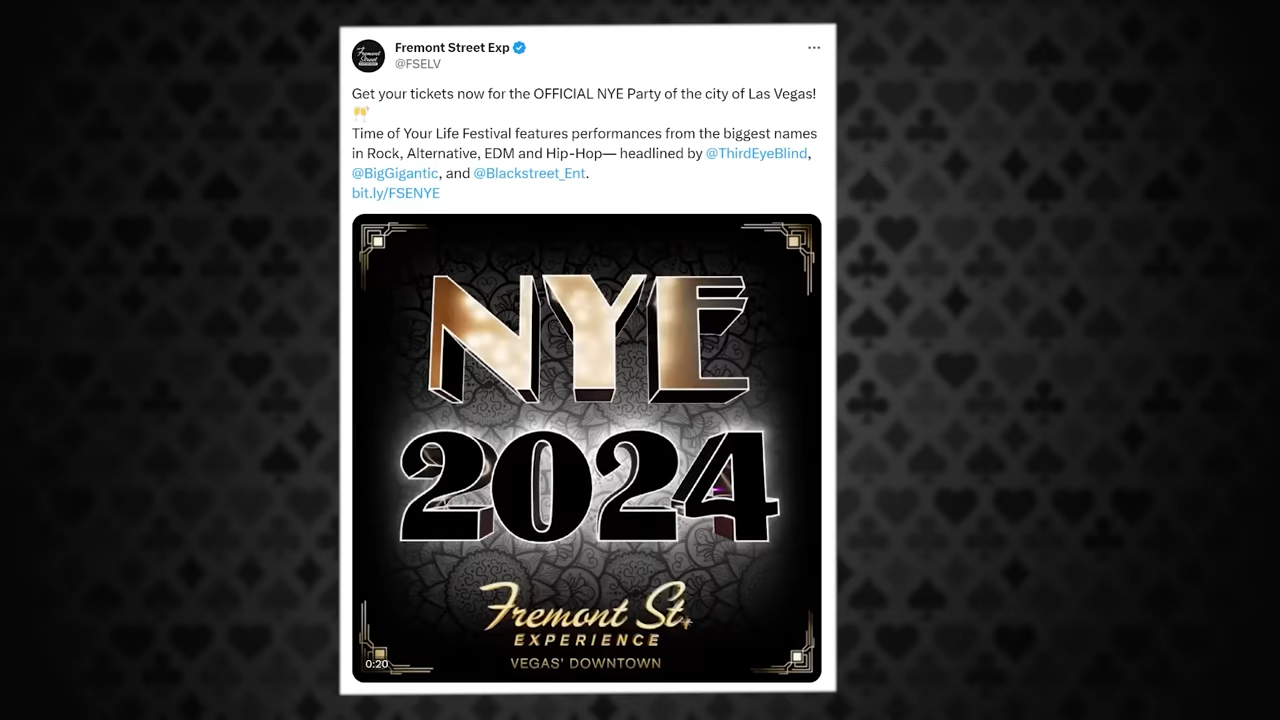 Fremont Street Exp
@FSELV
Get your tickets now for the OFFICIAL NYE Party of the city of Las Vegas!
🥂
Time of Your Life Festival features performances from the biggest names
in Rock, Alternative, EDM and Hip-Hop— headlined by @ThirdEyeBlind,
@BigGigantic, and @Blackstreet_Ent.
bit.ly/FSENYE
NYE
2024
Fremont St.
EXPERIENCE
VEGAS' DOWNTOWN
0:20